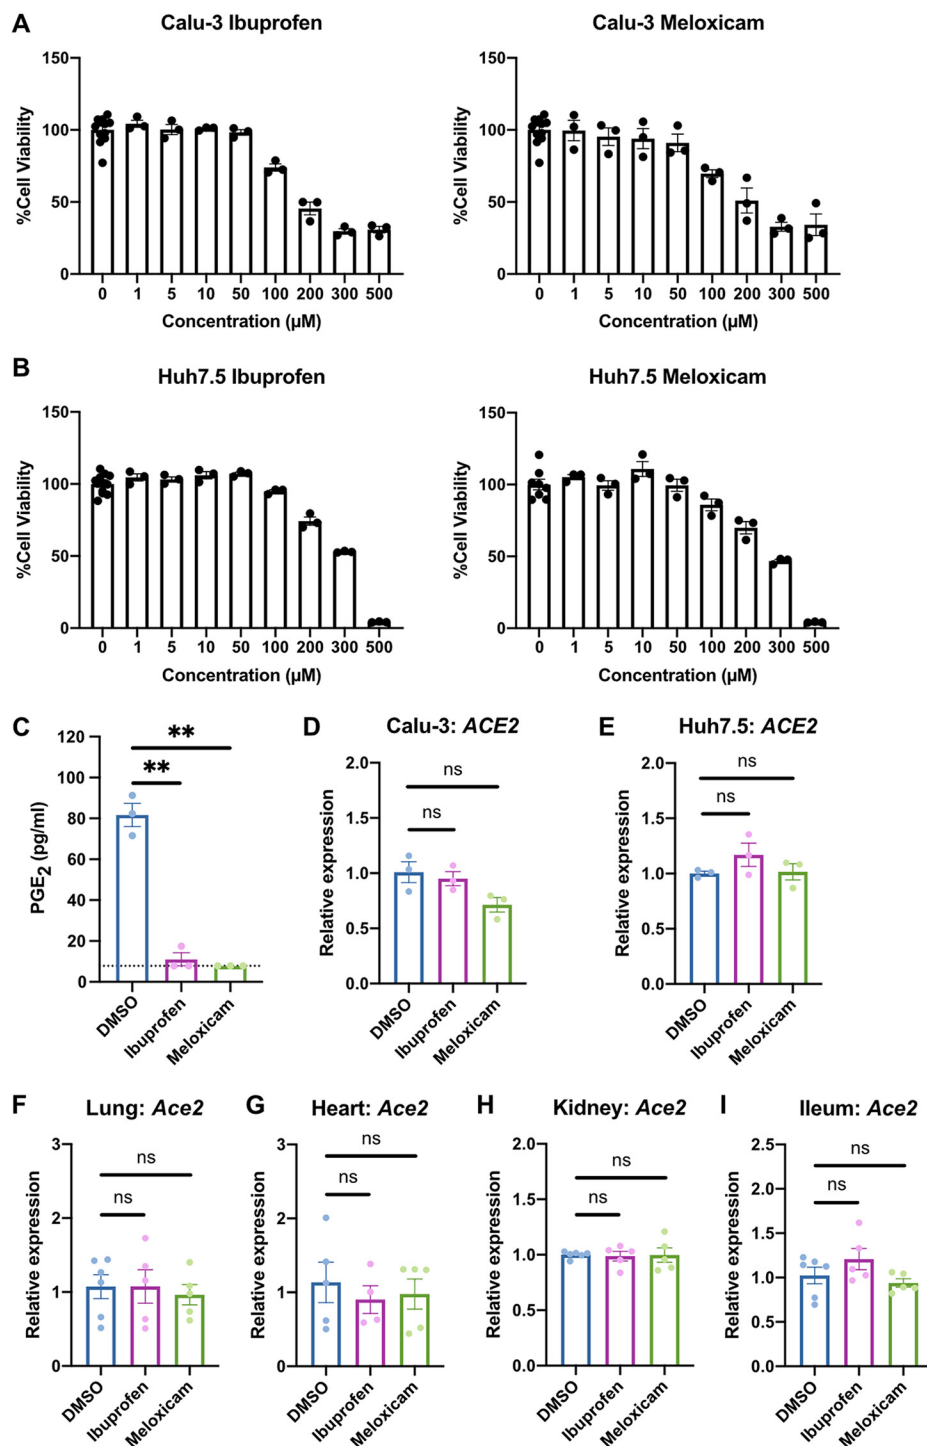 A
Calu-3 Ibuprofen
Calu-3 Meloxicam
%Cell Viability
150
100
50
0
0 1 5 10 50 100 200 300 500
Concentration (µM)
%Cell Viability
150
100
50
0
0 1 5 10 50 100 200 300 500
Concentration (µM)
B
Huh7.5 Ibuprofen
Huh7.5 Meloxicam
%Cell Viability
150
100
50
0
0 1 5 10 50 100 200 300 500
Concentration (µM)
%Cell Viability
150
100
50
0
0 1 5 10 50 100 200 300 500
Concentration (µM)
C
PGE2 (pg/ml)
120
100
80
60
40
20
0
**
**
DMSO
Ibuprofen
Meloxicam
D
Calu-3: ACE2
Relative expression
2.0
1.5
1.0
0.5
0.0
ns
ns
DMSO
Ibuprofen
Meloxicam
E
Huh7.5: ACE2
Relative expression
2.0
1.5
1.0
0.5
0.0
ns
ns
DMSO
Ibuprofen
Meloxicam
F
Lung: Ace2
Relative expression
3
2
1
0
ns
ns
DMSO
Ibuprofen
Meloxicam
G
Heart: Ace2
Relative expression
3
2
1
0
ns
ns
DMSO
Ibuprofen
Meloxicam
H
Kidney: Ace2
Relative expression
2.0
1.5
1.0
0.5
0.0
ns
ns
DMSO
Ibuprofen
Meloxicam
I
Ileum: Ace2
Relative expression
2.5
2.0
1.5
1.0
0.5
0.0
ns
ns
DMSO
Ibuprofen
Meloxicam